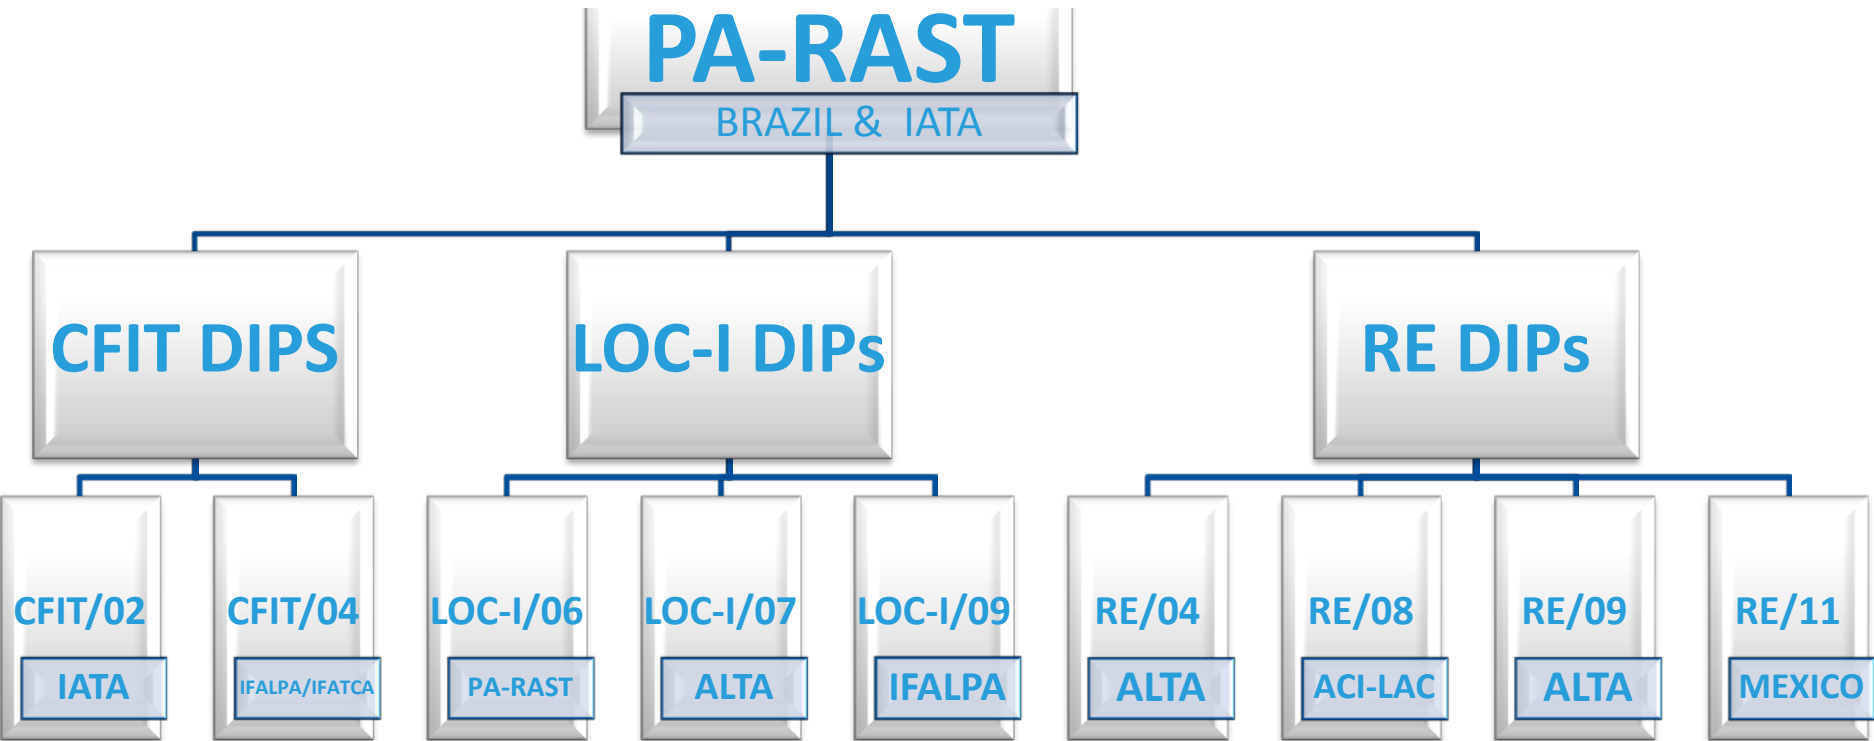 PA-RAST
BRAZIL & IATA
CFIT DIPS
LOC-I DIPs
RE DIPs
CFIT/02
IATA
CFIT/04
IFALPA/IFATCA
LOC-I/06
PA-RAST
LOC-I/07
ALTA
LOC-I/09
IFALPA
RE/04
ALTA
RE/08
ACI-LAC
RE/09
ALTA
RE/11
MEXICO